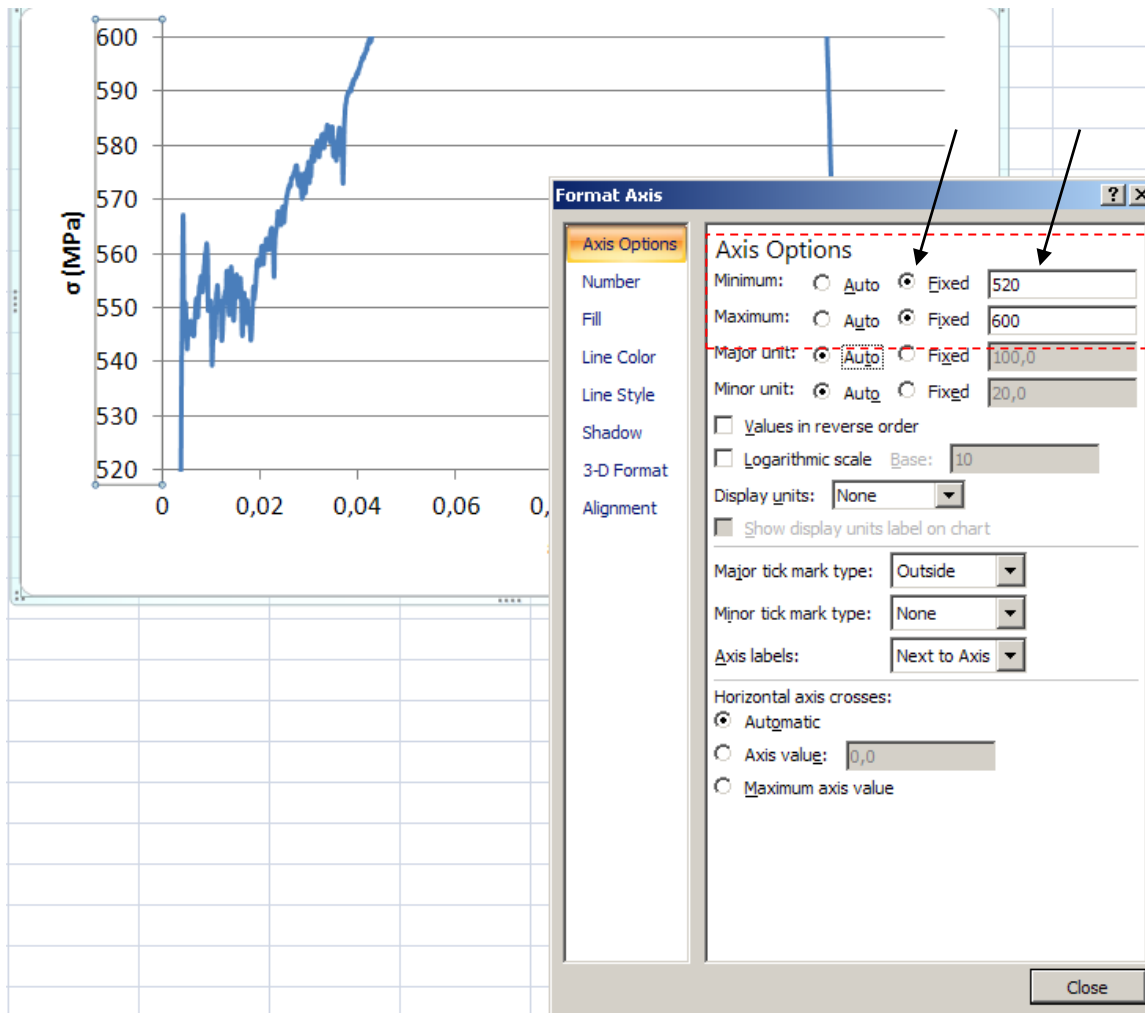 600
590
580
570
560
550
540
530
520
σ (MPa)
0 0,02 0,04 0,06 0,
Format Axis
Axis Options
Number
Fill
Line Color
Line Style
Shadow
3-D Format
Alignment
Axis Options
Minimum: Auto Fixed 520
Maximum: Auto Fixed 600
Major unit: Auto Fixed 100,0
Minor unit: Auto Fixed 20,0
Values in reverse order
Logarithmic scale Base: 10
Display units: None
Show display units label on chart
Major tick mark type: Outside
Minor tick mark type: None
Axis labels: Next to Axis
Horizontal axis crosses:
Automatic
Axis value: 0,0
Maximum axis value
Close